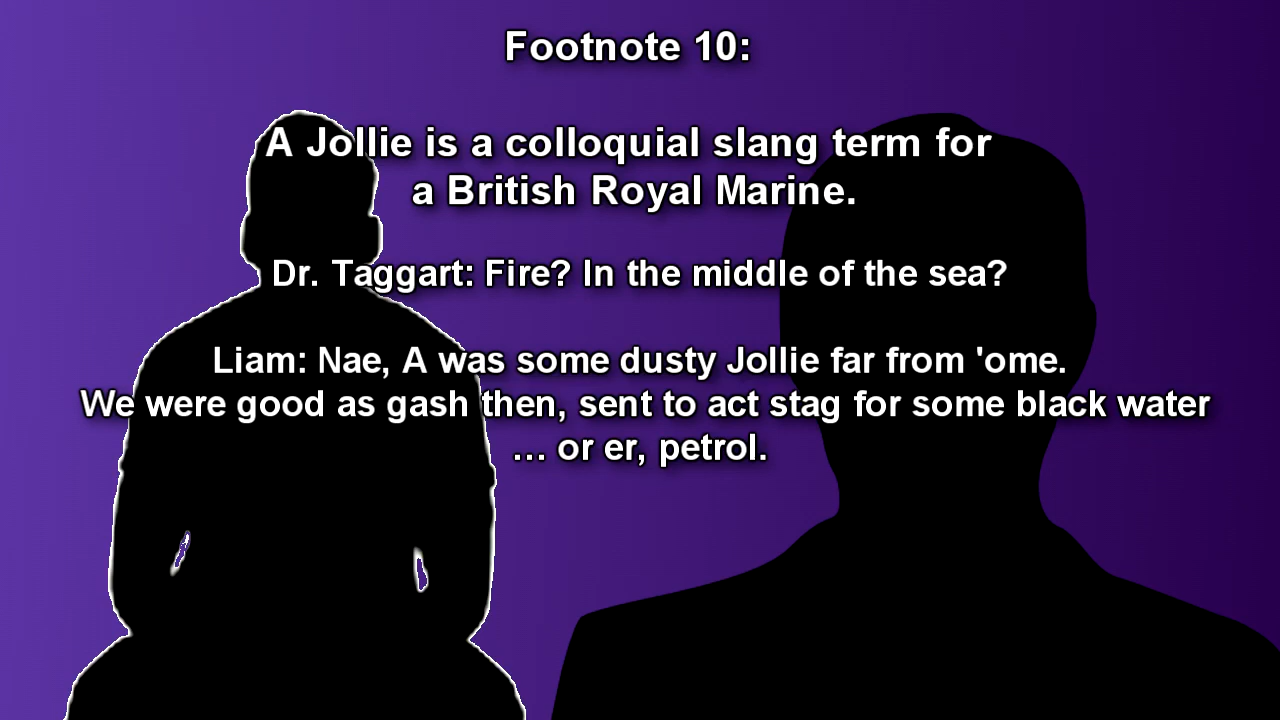 Footnote 10:
A Jollie is a colloquial slang term for
a British Royal Marine.
Dr. Taggart: Fire? In the middle of the sea?
Liam: Nae, A was some dusty Jollie far from 'ome.
We were good as gash then, sent to act stag for some black water
... or er, petrol.